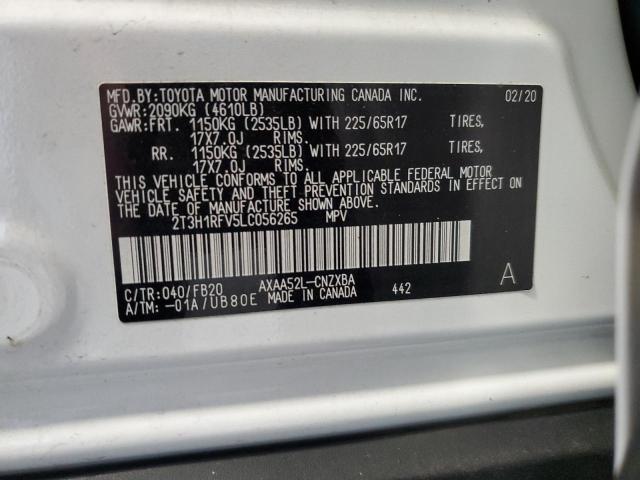 MFD.BY:TOYOTA MOTOR MANUFACTURING CANADA INC. 02/20
GVWR:2090KG (4610LB)
GAWR:FRT. 1150KG (2535LB) WITH 225/65R17 TIRES,
17X7.0J RIMS.
RR. 1150KG (2535LB) WITH 225/65R17 TIRES,
17X7.0J RIMS.
THIS VEHICLE CONFORMS TO ALL APPLICABLE FEDERAL MOTOR
VEHICLE SAFETY AND THEFT PREVENTION STANDARDS IN EFFECT ON
THE DATE OF MANUFACTURE SHOWN ABOVE.
2T3H1RFV5LC056265 MPV
C/TR:040/FB20 AXAA52L-CNZXBA 442 A
A/TM:-01A/UB80E MADE IN CANADA